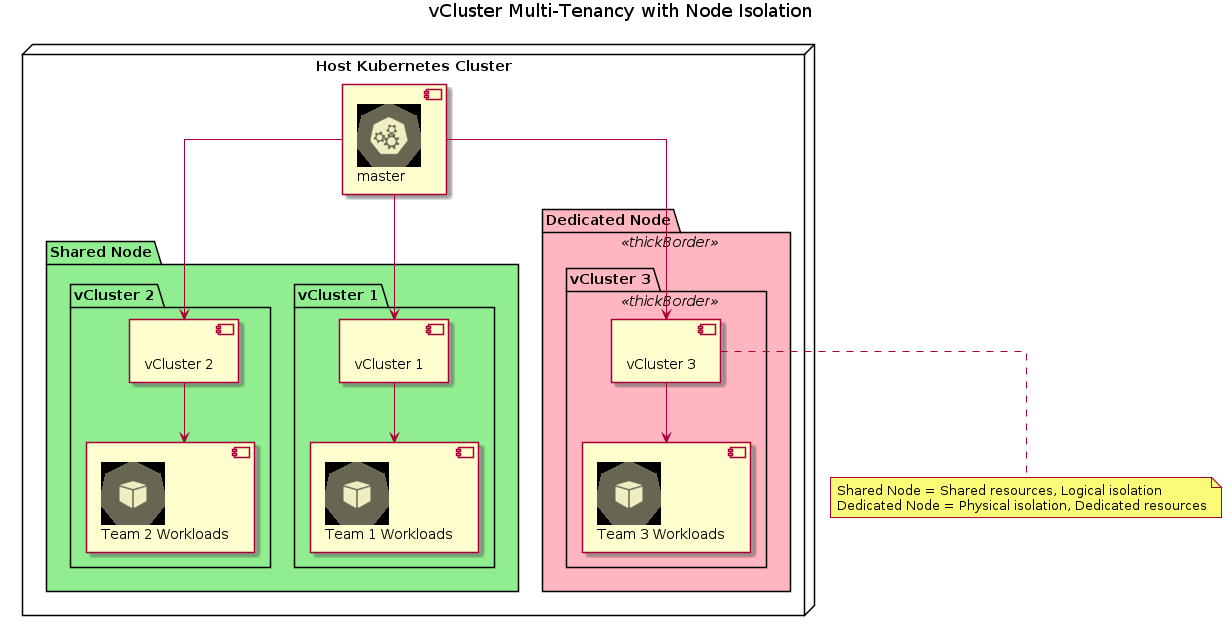 vCluster Multi-Tenancy with Node Isolation
Host Kubernetes Cluster
master
Dedicated Node
«thickBorder»
Shared Node
vCluster 3
«thickBorder»
vCluster 2
vCluster 1
vCluster 2
vCluster 1
vCluster 3
Shared Node = Shared resources, Logical isolation
Dedicated Node = Physical isolation, Dedicated resources
Team 2 Workloads
Team 1 Workloads
Team 3 Workloads